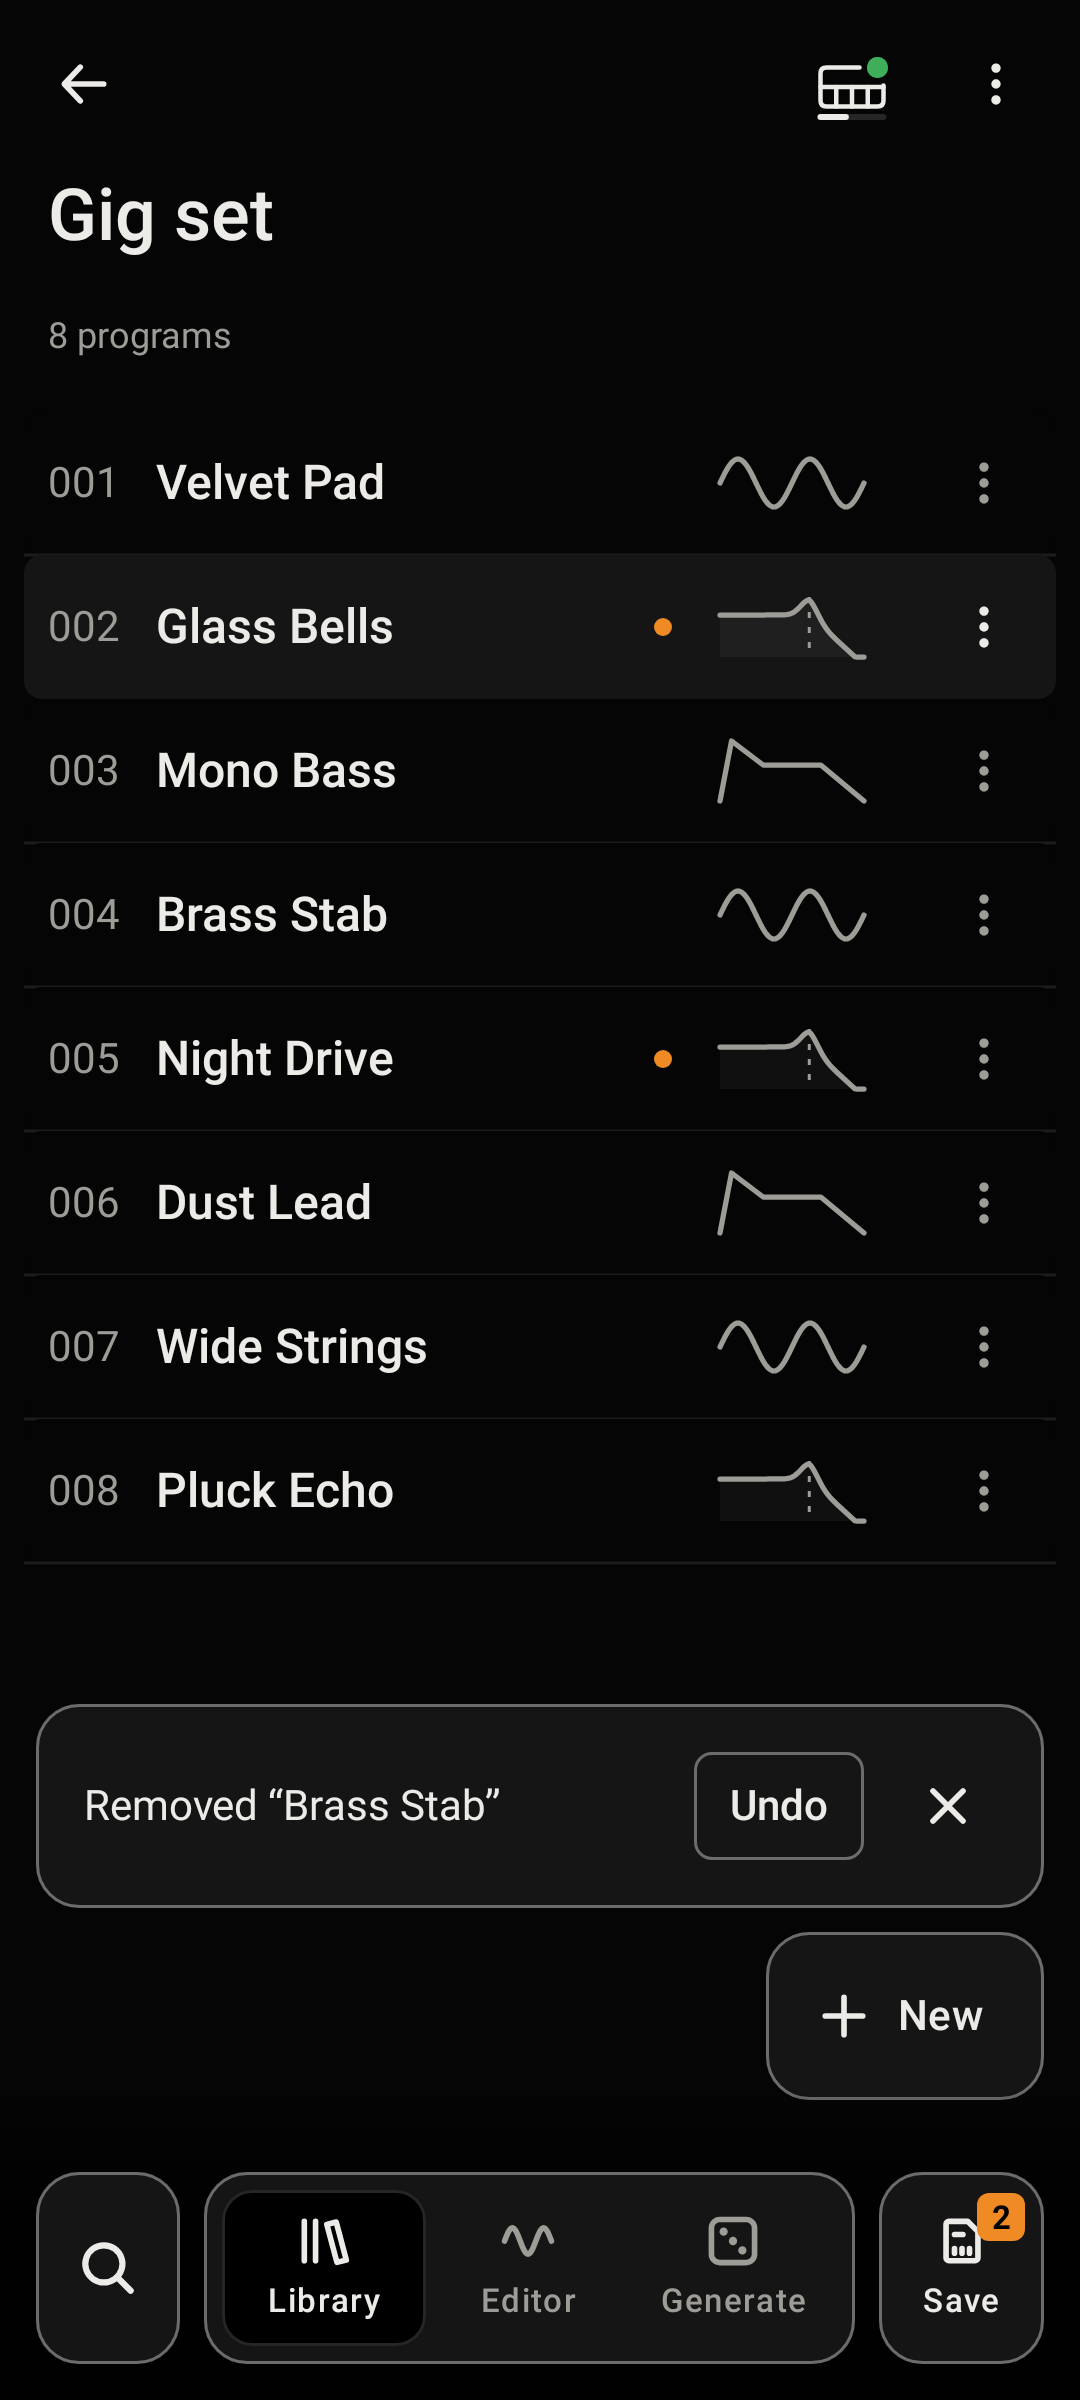 Gig set
8 programs
001 Velvet Pad
002 Glass Bells
003 Mono Bass
004 Brass Stab
005 Night Drive
006 Dust Lead
007 Wide Strings
008 Pluck Echo
Removed “Brass Stab” Undo
New
Library Editor Generate Save 2